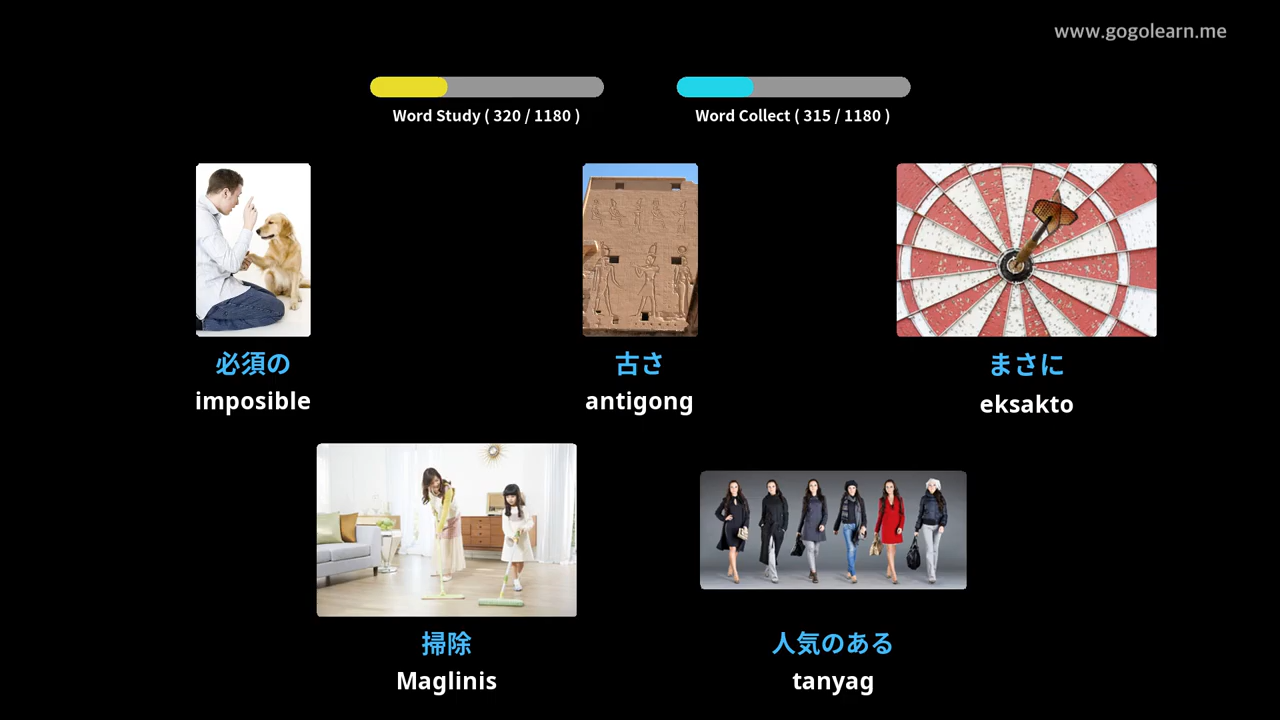 www.gogolearn.me
Word Study ( 320 / 1180 )
Word Collect ( 315 / 1180 )
必須の
imposible
古さ
antigong
まさに
eksakto
掃除
Maglinis
人気のある
tanyag